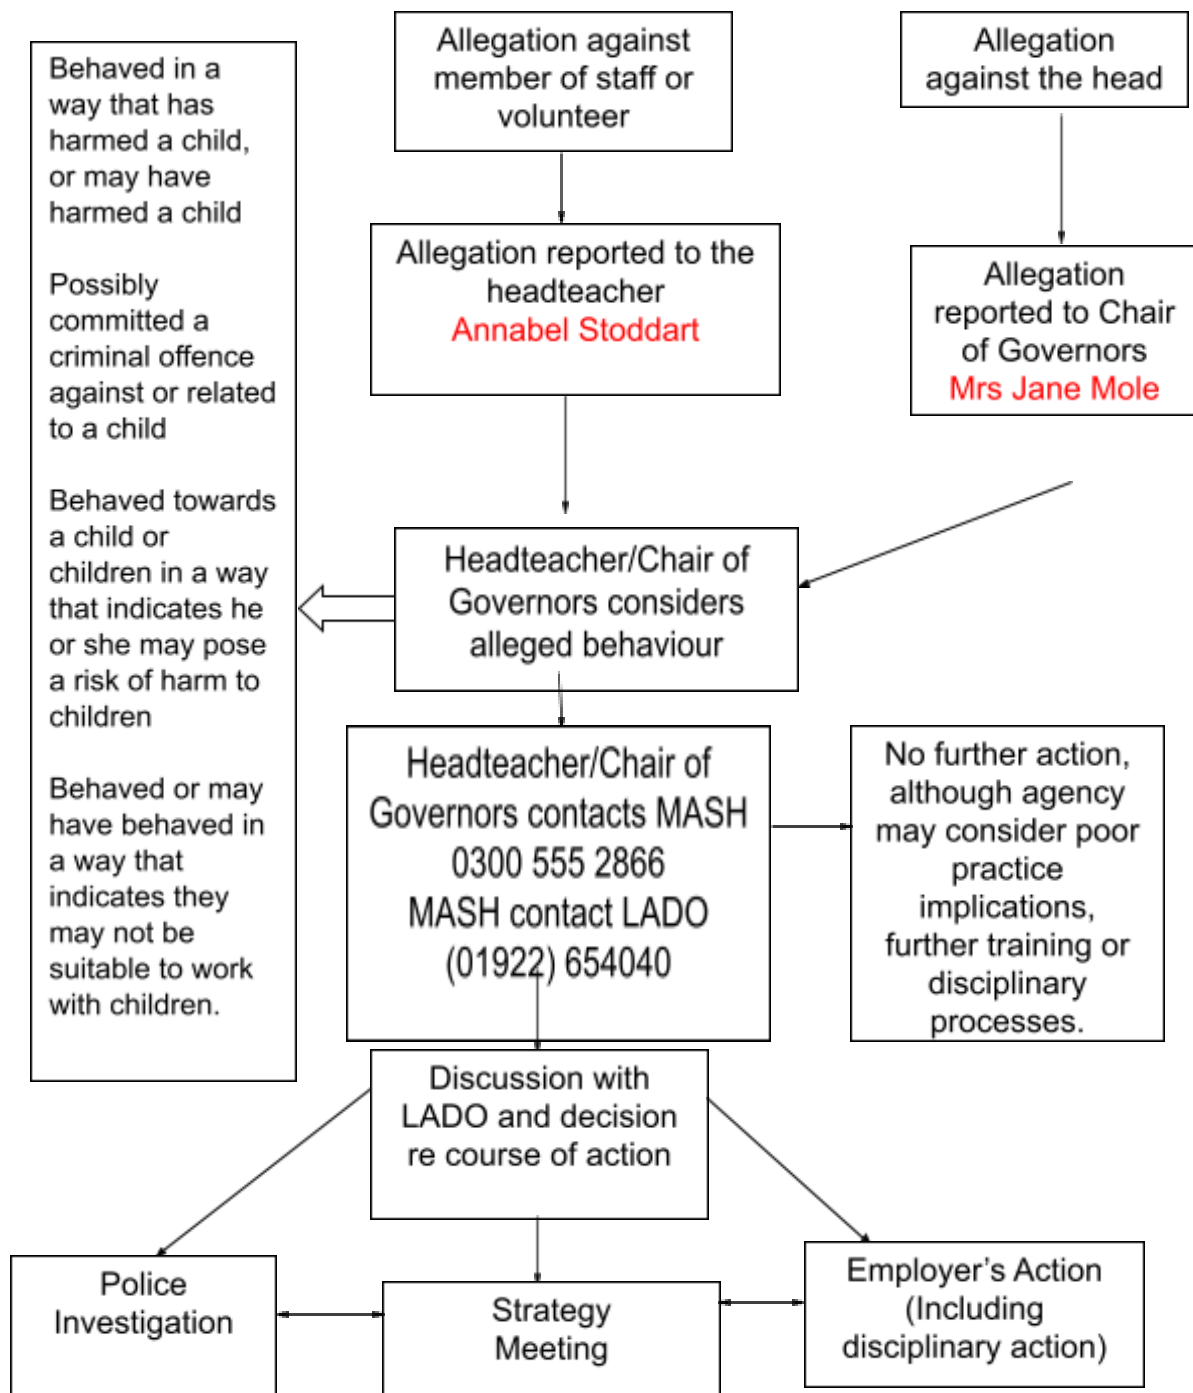 Allegation against
member of staff or
volunteer
Allegation
against the head
Behaved in a
way that has
harmed a child,
or may have
harmed a child
Possibly
committed a
criminal offence
against or related
to a child
Behaved towards
a child or
children in a way
that indicates he
or she may pose
a risk of harm to
children
Behaved or may
have behaved in
a way that
indicates they
may not be
suitable to work
with children.
Allegation reported to the
headteacher
Annabel Stoddart
Allegation
reported to Chair
of Governors
Mrs Jane Mole
Headteacher/Chair of
Governors considers
alleged behaviour
Headteacher/Chair of
Governors contacts MASH
0300 555 2866
MASH contact LADO
(01922) 654040
No further action,
although agency
may consider poor
practice
implications,
further training or
disciplinary
processes.
Discussion with
LADO and decision
re course of action
Police
Investigation
Strategy
Meeting
Employer’s Action
(Including
disciplinary action)